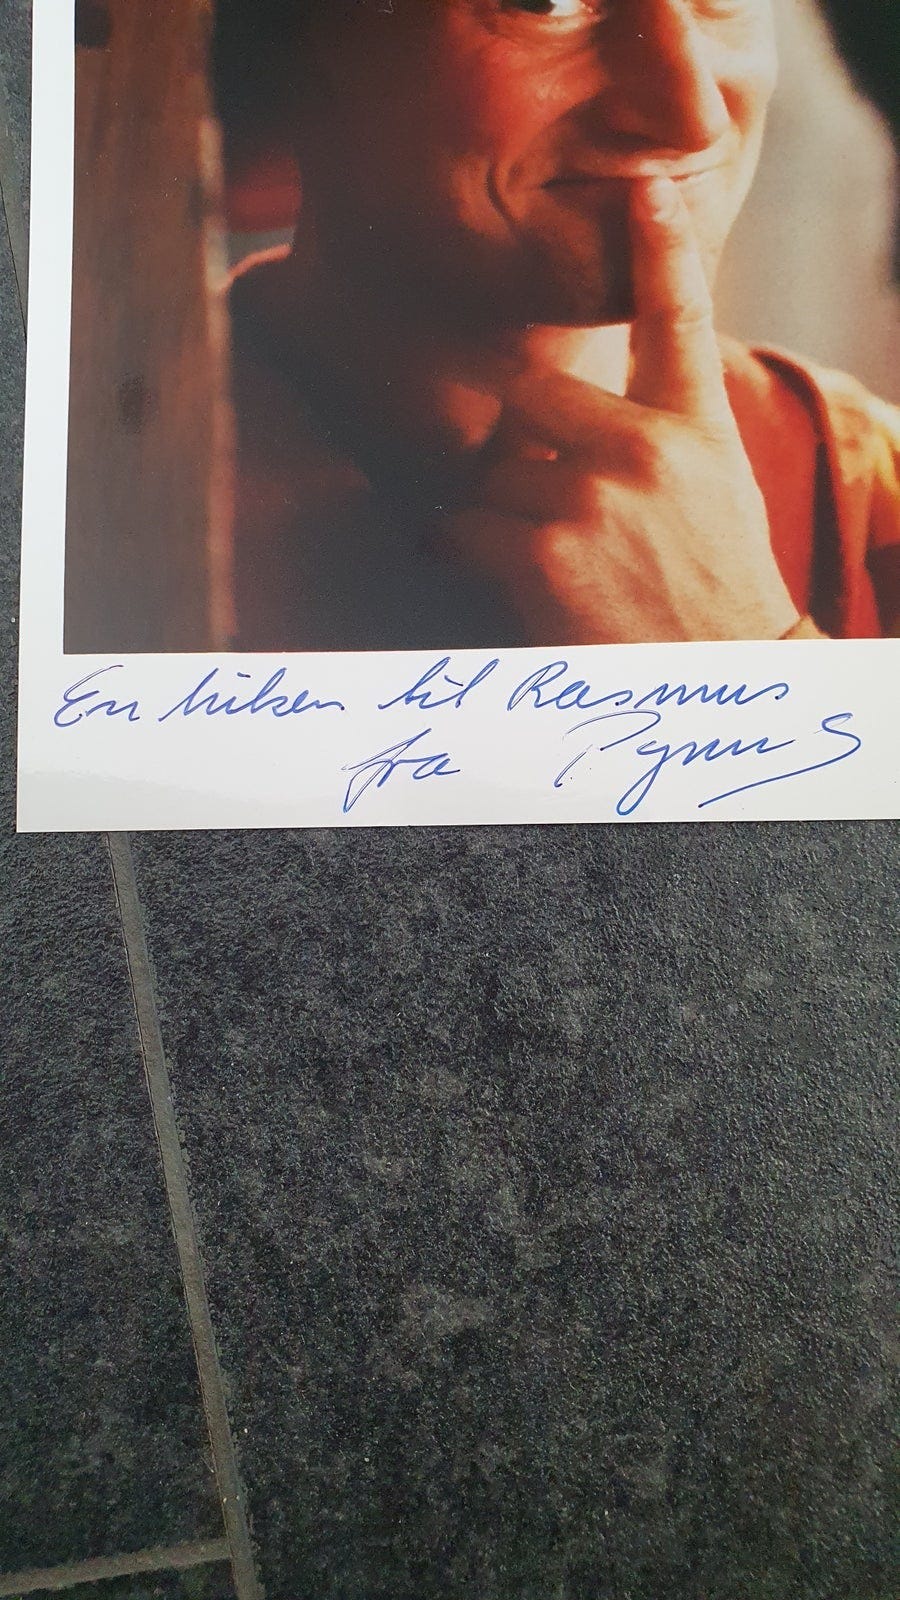 En hilsen til Rasmus
fra Pyrus